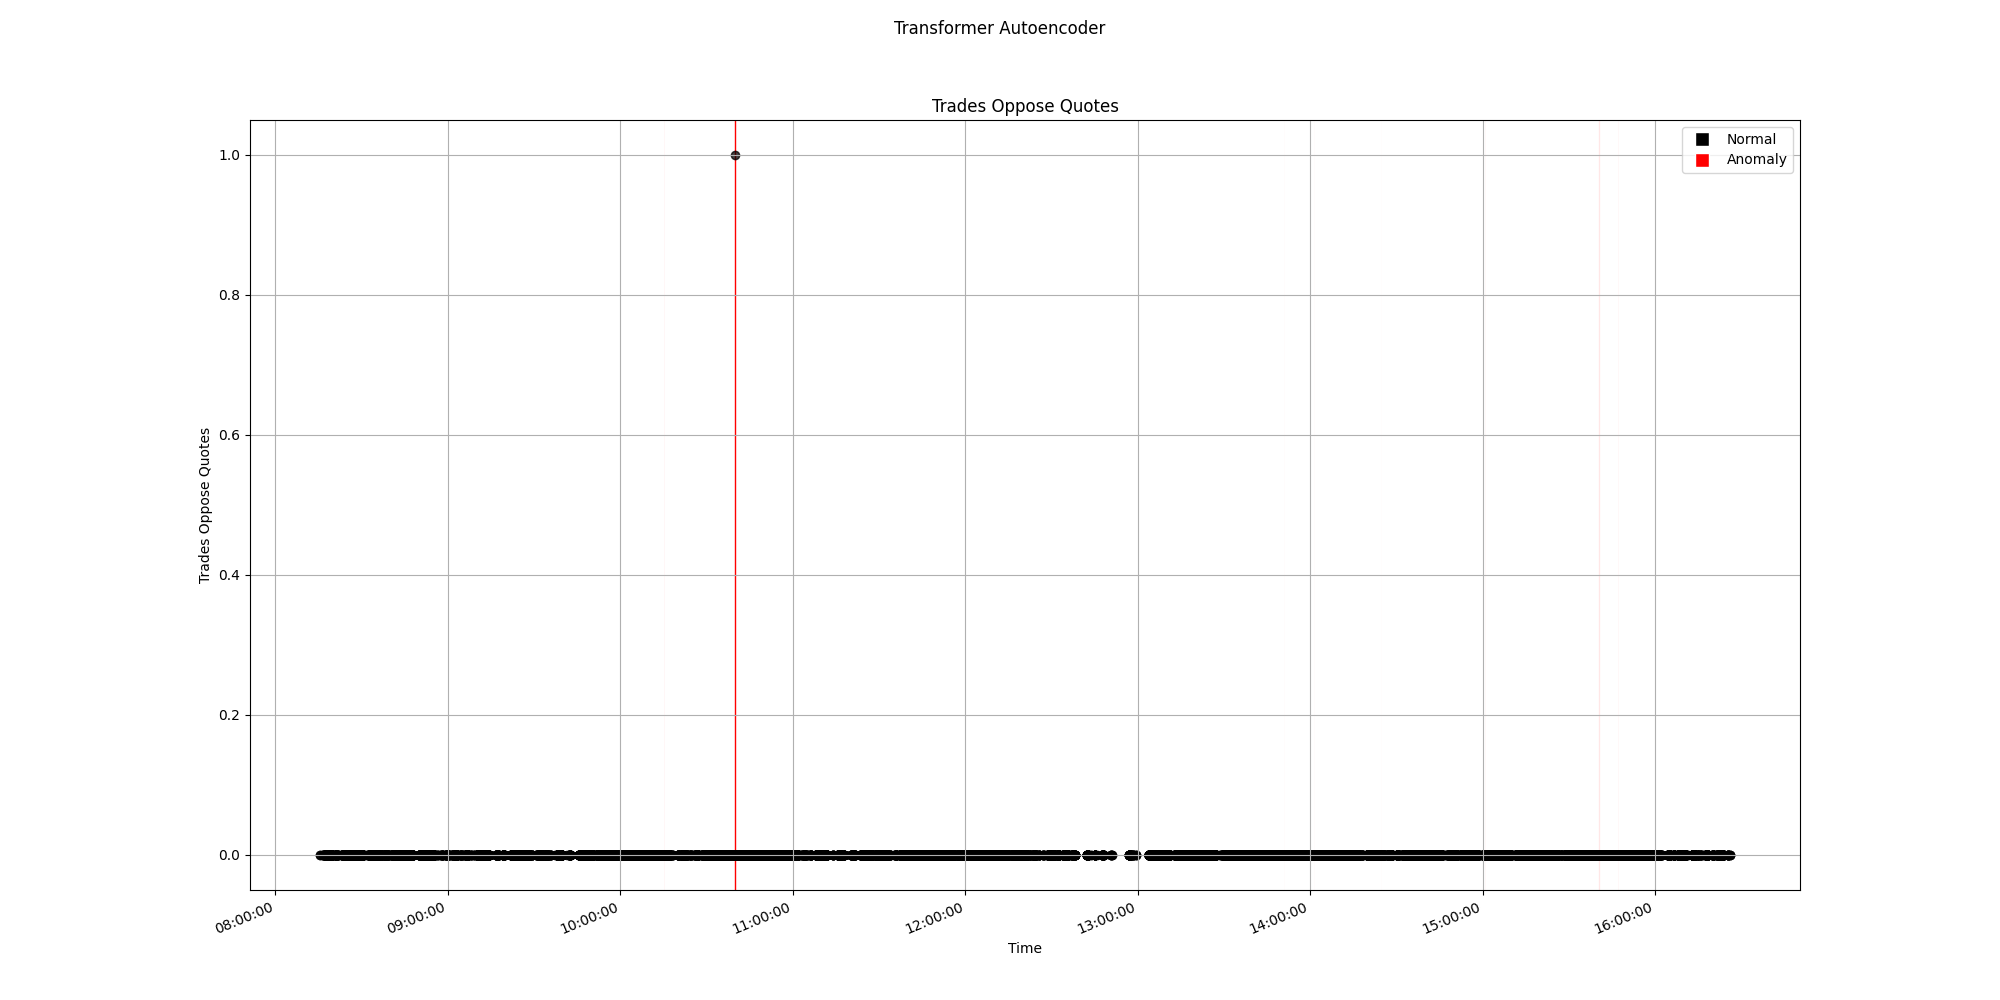 Transformer Autoencoder
Trades Oppose Quotes
Normal
Anomaly
Trades Oppose Quotes
1.0
0.8
0.6
0.4
0.2
0.0
08:00:00
09:00:00
10:00:00
11:00:00
12:00:00
13:00:00
14:00:00
15:00:00
16:00:00
Time